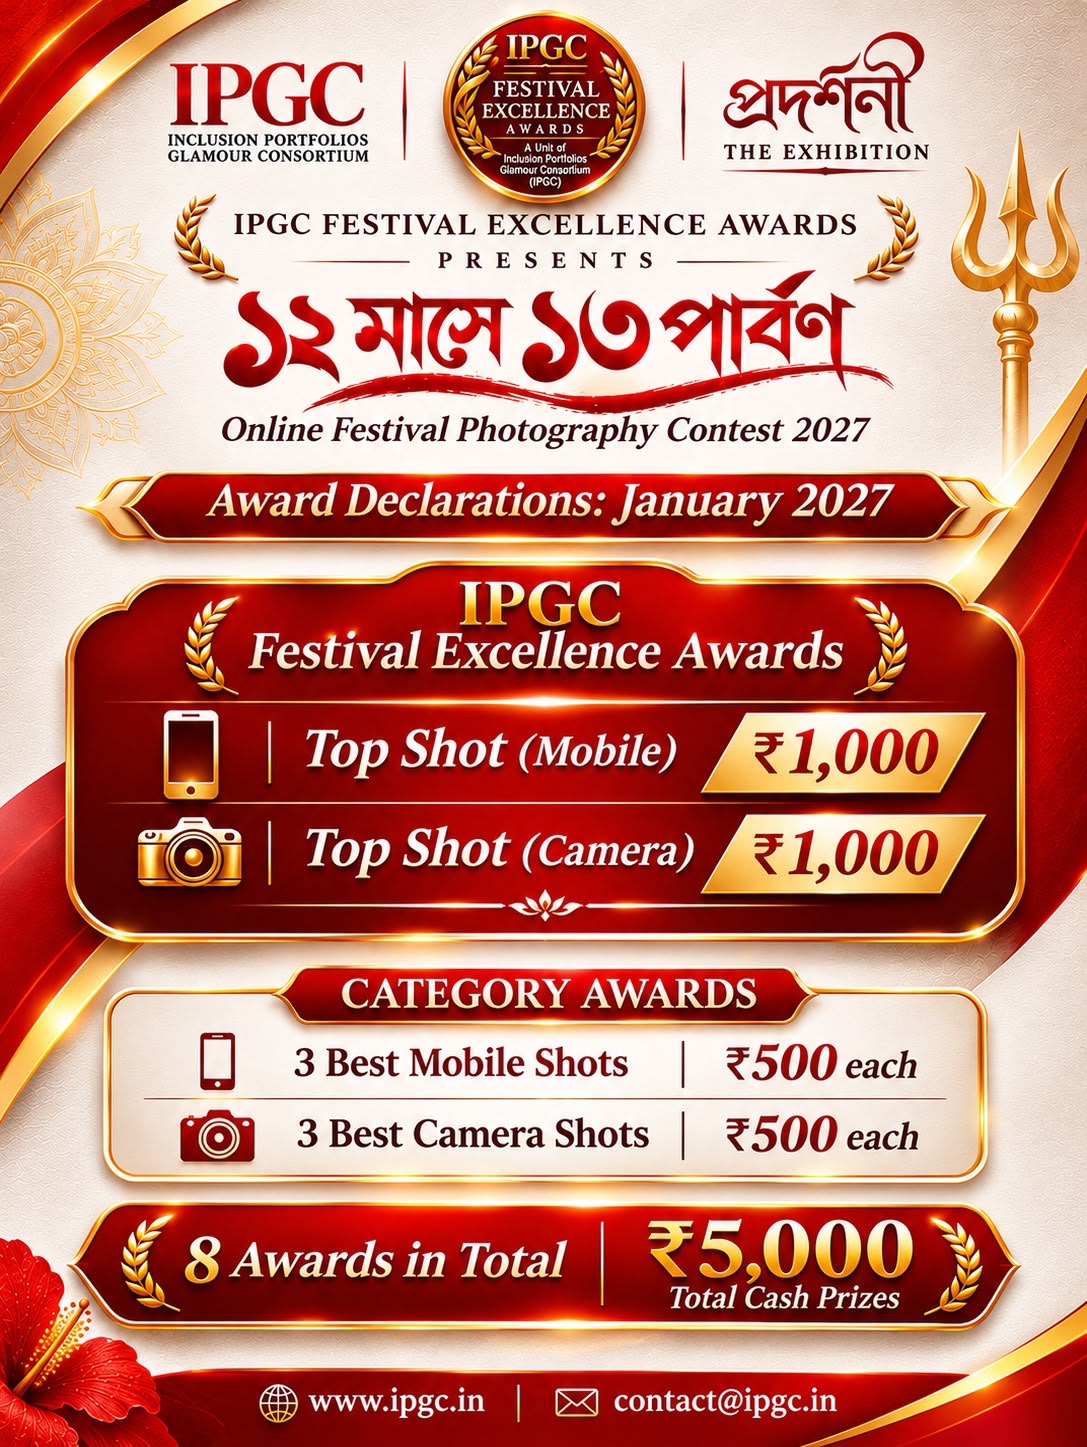 IPGC
INCLUSION PORTFOLIOS
GLAMOUR CONSORTIUM
IPGC
FESTIVAL
EXCELLENCE
AWARDS
A Unit of
Inclusion Portfolios
Glamour Consortium
(IPGC)
প্রদর্শনী
THE EXHIBITION
IPGC FESTIVAL EXCELLENCE AWARDS
PRESENTS
১২ মাসে ১৩ পার্বণ
Online Festival Photography Contest 2027
Award Declarations: January 2027
IPGC
Festival Excellence Awards
Top Shot (Mobile) ₹1,000
Top Shot (Camera) ₹1,000
CATEGORY AWARDS
3 Best Mobile Shots ₹500 each
3 Best Camera Shots ₹500 each
8 Awards in Total
₹5,000
Total Cash Prizes
www.ipgc.in
contact@ipgc.in